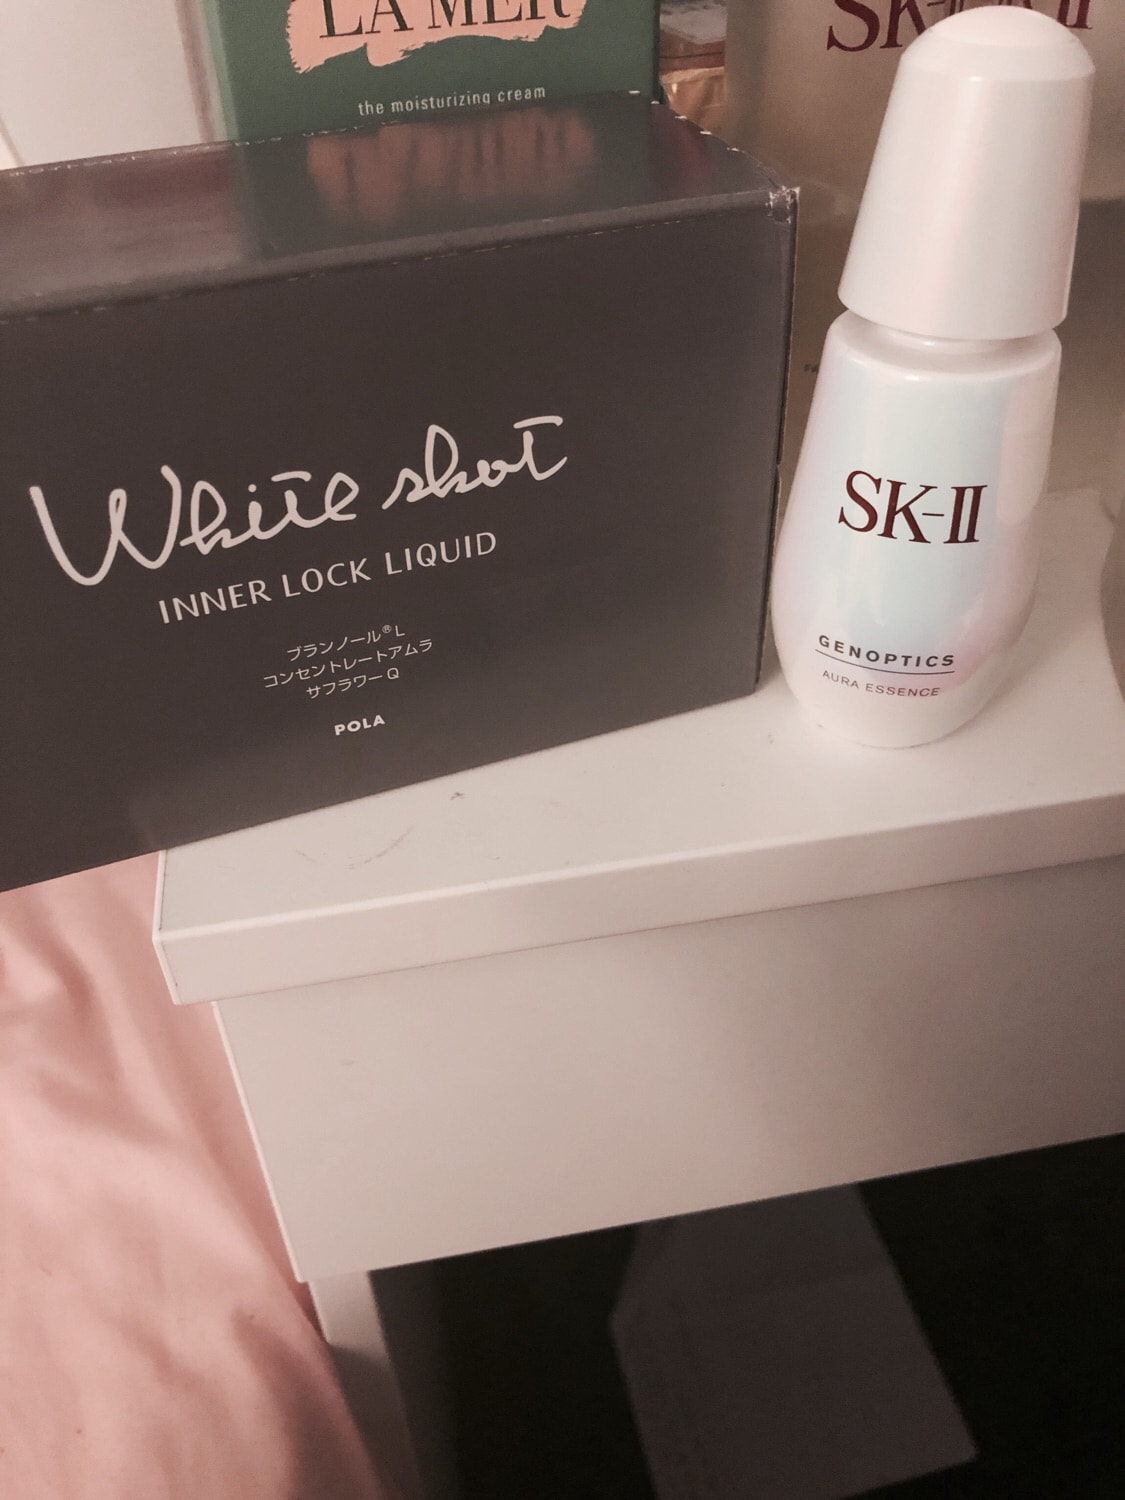 LA MER
the moisturizing cream
SK-II
White shot
INNER LOCK LIQUID
ブランノール®L
コンセントレートアムラ
サフラワーQ
POLA
SK-II
GENOPTICS
AURA ESSENCE